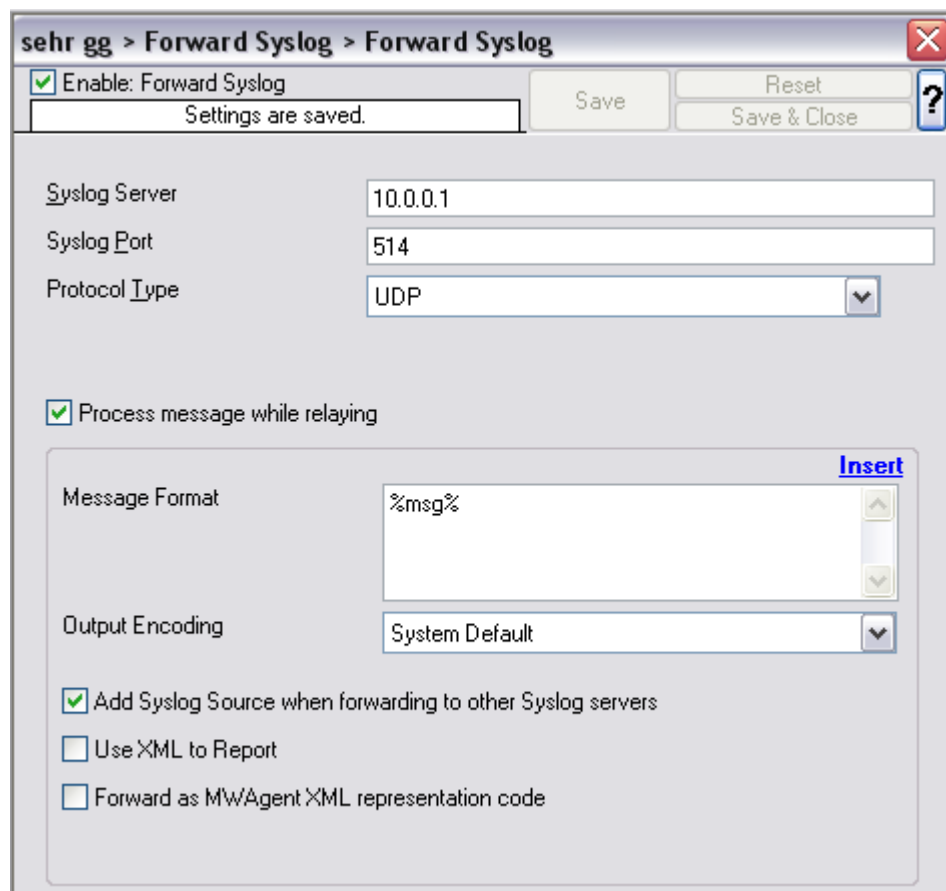 sehr gg > Forward Syslog > Forward Syslog
Enable: Forward Syslog
Settings are saved.
Save
Reset
Save & Close
?
Syslog Server
10.0.0.1
Syslog Port
514
Protocol Type
UDP
Process message while relaying
Insert
Message Format
%msg%
Output Encoding
System Default
Add Syslog Source when forwarding to other Syslog servers
Use XML to Report
Forward as MWAgent XML representation code